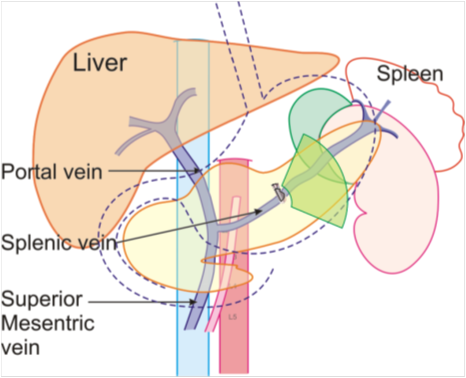 Liver
Spleen
Portal vein
Splenic vein
Superior
Mesentric
vein